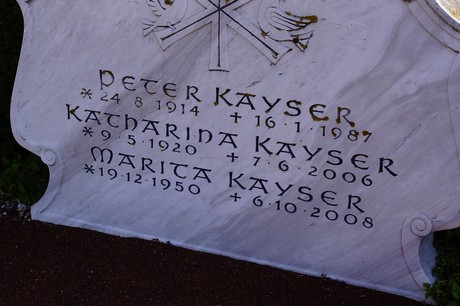 PETER KAYSER
*24·8·1914 +16·1·1987
KATHARINA KAYSER
*9·5·1920 +7·6·2006
MARITA KAYSER
*19·12·1950 +6·10·2008